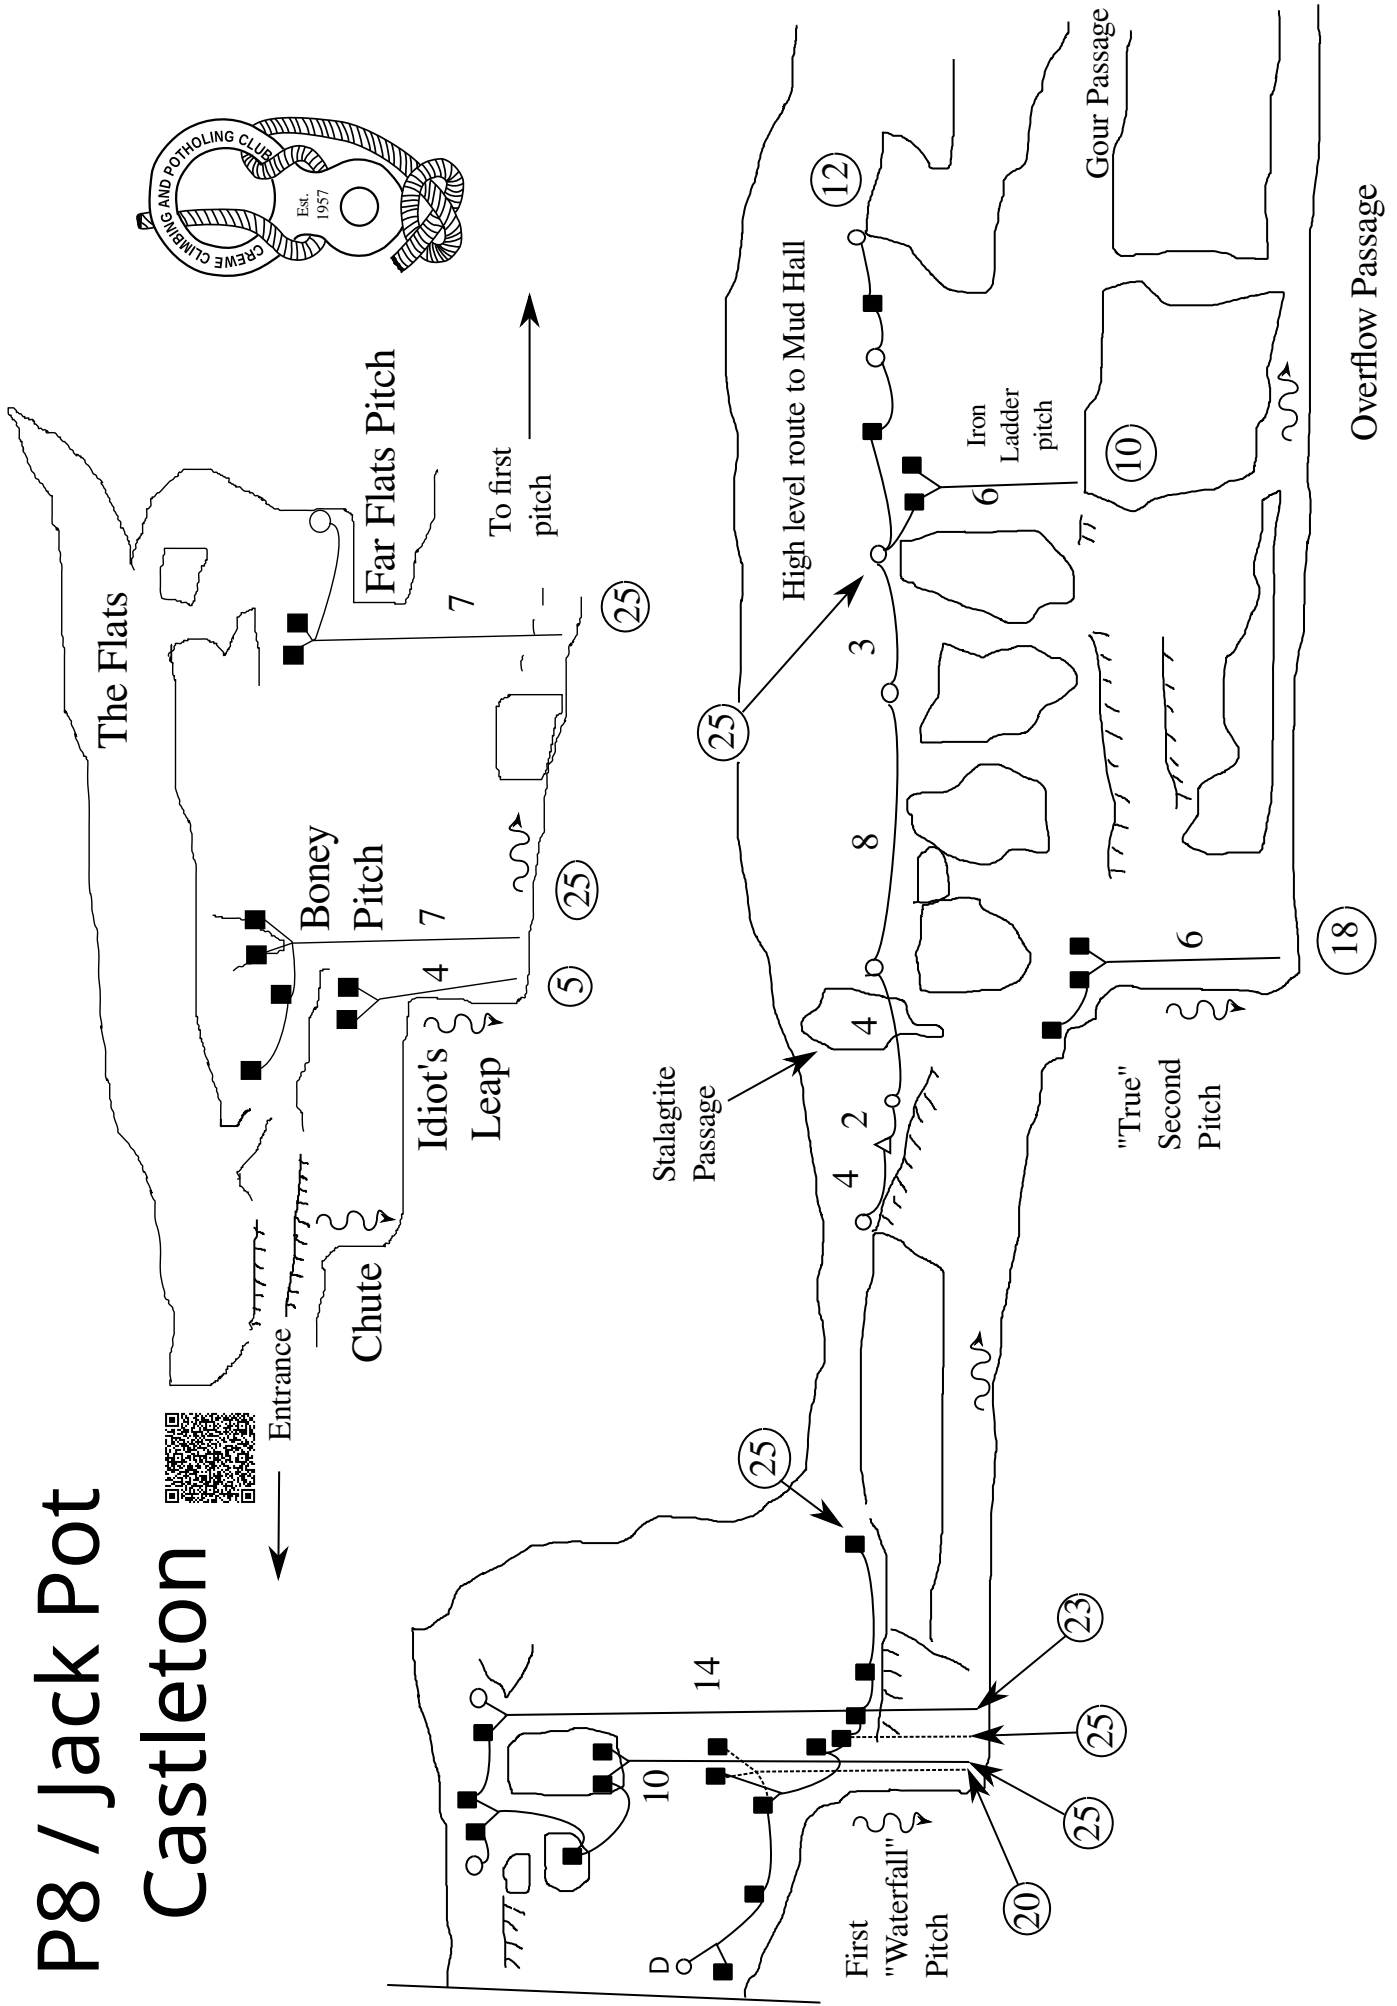 P8 / Jack Pot
Castleton
CREWE CLIMBING AND POTHOLING CLUB
Est.
1957
Entrance
The Flats
Chute
Idiot's
Leap
4
5
Boney
Pitch
7
25
Far Flats Pitch
7
25
To first
pitch
D
First
"Waterfall"
Pitch
10
14
20
25
25
23
25
Stalagtite
Passage
4
2
4
8
3
25
High level route to Mud Hall
12
Iron
Ladder
pitch
6
10
"True"
Second
Pitch
6
18
Gour Passage
Overflow Passage